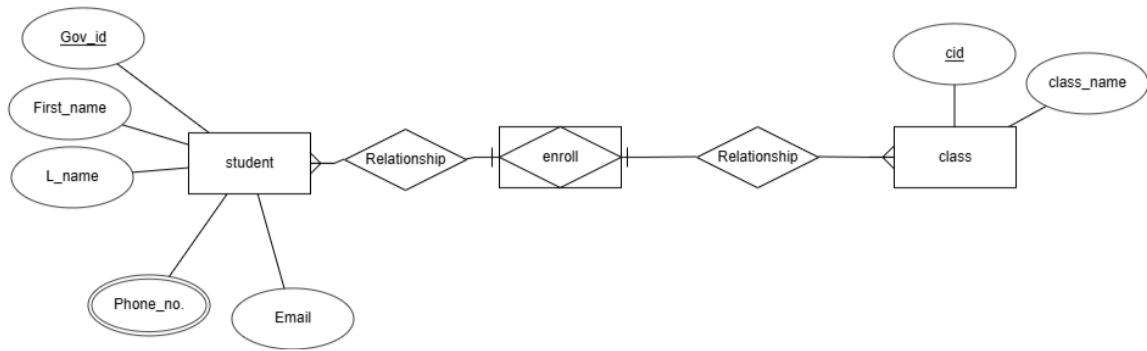 Gov_id
First_name
L_name
Phone_no.
Email
student
Relationship
enroll
Relationship
class
cid
class_name